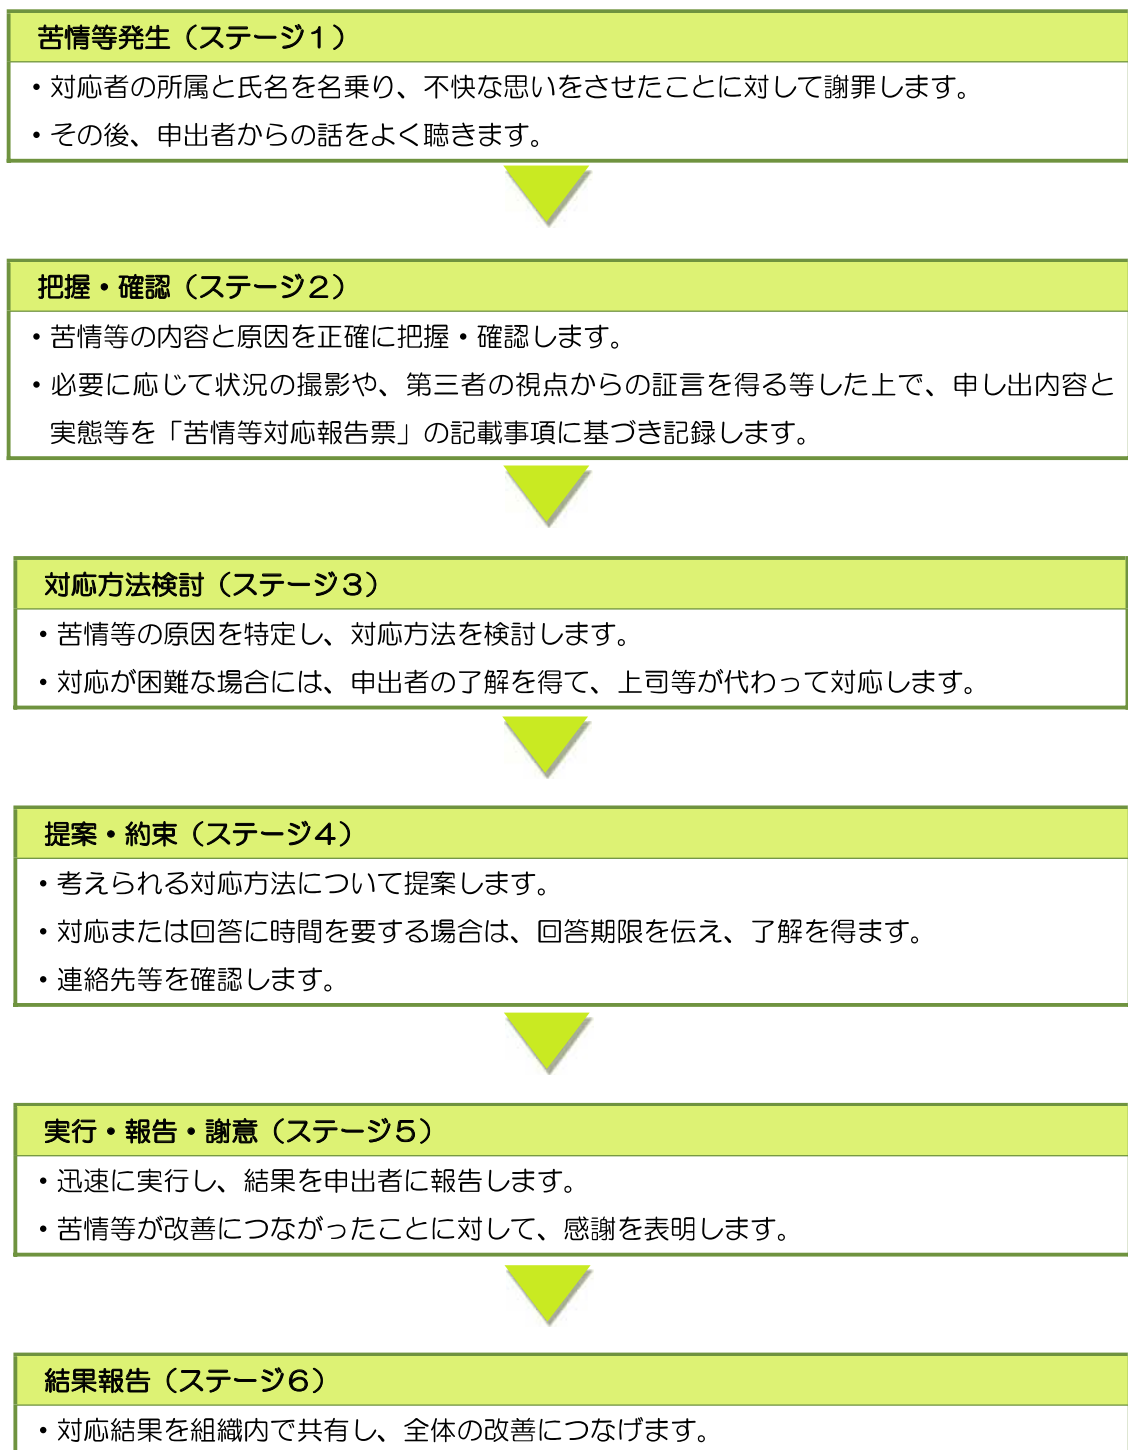 苦情等発生（ステージ１）
・対応者の所属と氏名を名乗り、不快な思いをさせたことに対して謝罪します。
・その後、申出者からの話をよく聴きます。
把握・確認（ステージ２）
・苦情等の内容と原因を正確に把握・確認します。
・必要に応じて状況の撮影や、第三者の視点からの証言を得る等した上で、申し出内容と
実態等を「苦情等対応報告票」の記載事項に基づき記録します。
対応方法検討（ステージ３）
・苦情等の原因を特定し、対応方法を検討します。
・対応が困難な場合には、申出者の了解を得て、上司等が代わって対応します。
提案・約束（ステージ４）
・考えられる対応方法について提案します。
・対応または回答に時間を要する場合は、回答期限を伝え、了解を得ます。
・連絡先等を確認します。
実行・報告・謝意（ステージ５）
・迅速に実行し、結果を申出者に報告します。
・苦情等が改善につながったことに対して、感謝を表明します。
結果報告（ステージ６）
・対応結果を組織内で共有し、全体の改善につなげます。